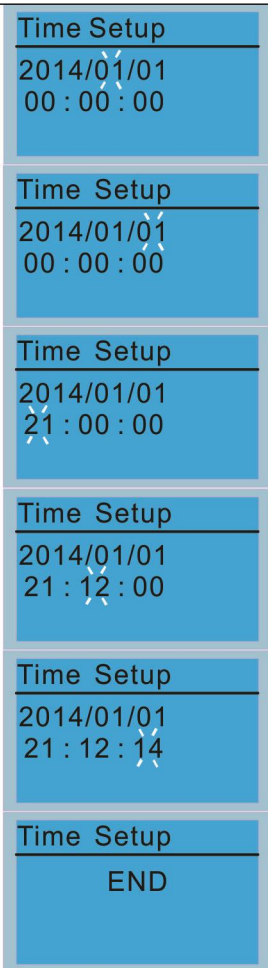 Time Setup
2014/01/01
00 : 00 : 00
Time Setup
2014/01/01
00 : 00 : 00
Time Setup
2014/01/01
21 : 00 : 00
Time Setup
2014/01/01
21 : 12 : 00
Time Setup
2014/01/01
21 : 12 : 14
Time Setup
END